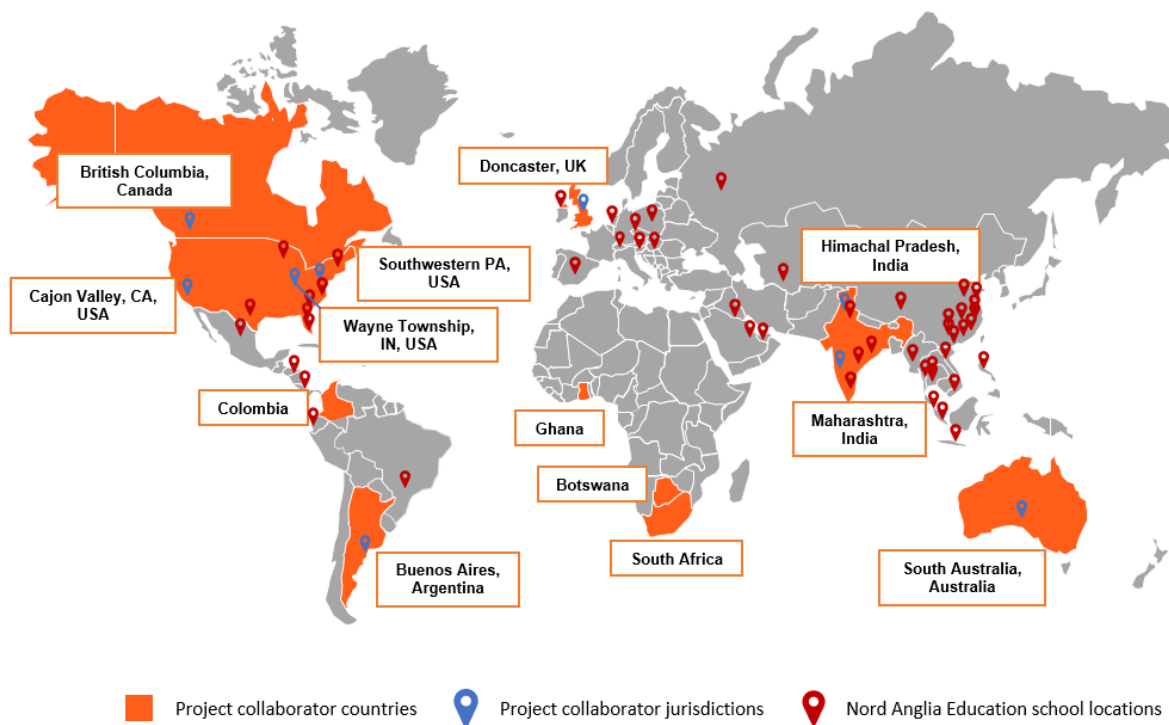 British Columbia,
Canada
Doncaster, UK
Himachal Pradesh,
India
Cajon Valley, CA,
USA
Southwestern PA,
USA
Wayne Township,
IN, USA
Colombia
Ghana
Maharashtra,
India
Botswana
South Africa
Buenos Aires,
Argentina
South Australia,
Australia
Project collaborator countries
Project collaborator jurisdictions
Nord Anglia Education school locations